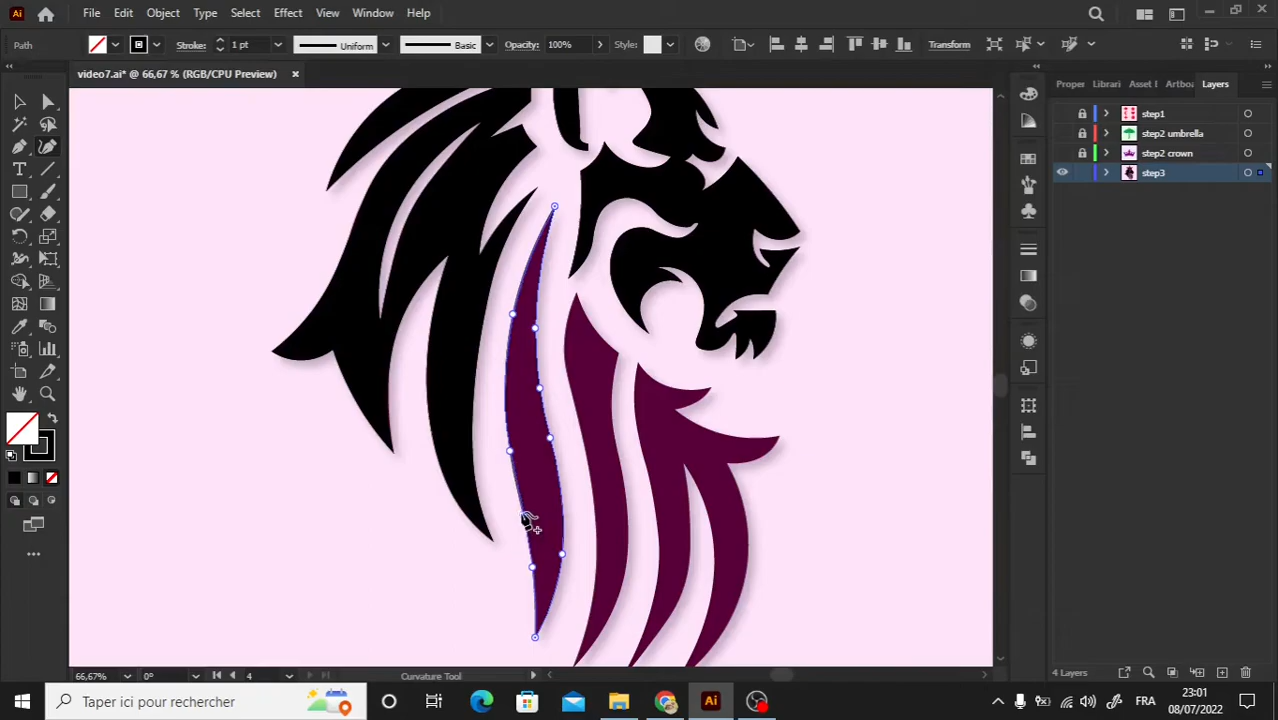 Ai File Edit Object Type Select Effect View Window Help
Path Stroke: 1 pt Uniform Basic Opacity: 100% Style: Transform
video7.ai* @ 66,67 % (RGB/CPU Preview) ×
Proper Librari Asset E Artboa Layers
step1
step2 umbrella
step2 crown
step3
66,67% 0° 4 Curvature Tool
4 Layers
Taper ici pour rechercher
Ai
FRA
23:01
08/07/2022